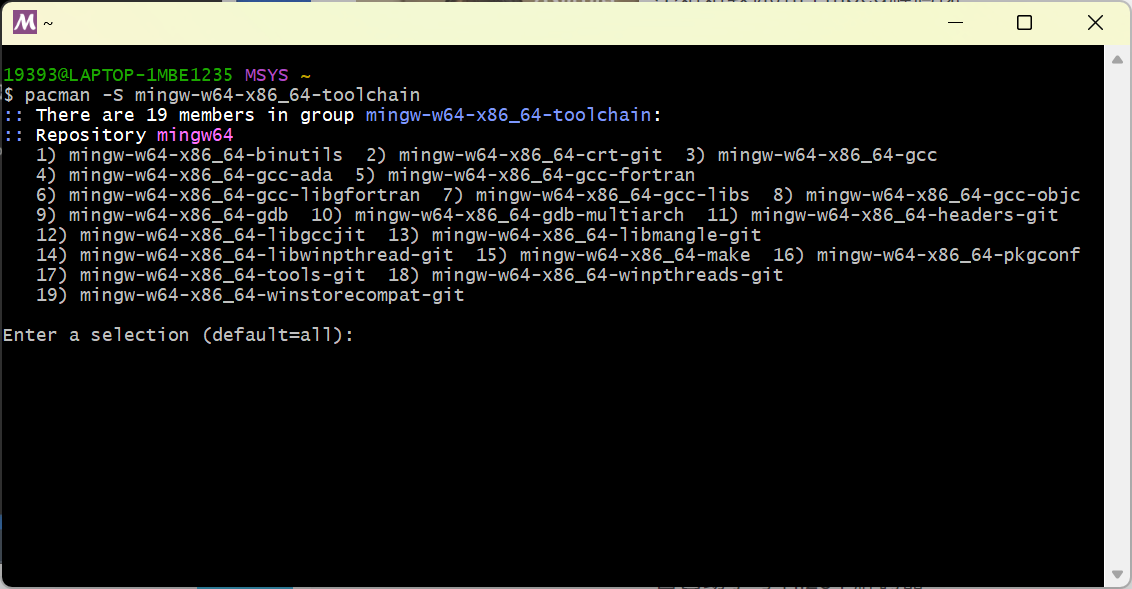 M ~
19393@LAPTOP-1MBE1235 MSYS ~
$ pacman -S mingw-w64-x86_64-toolchain
:: There are 19 members in group mingw-w64-x86_64-toolchain:
:: Repository mingw64
   1) mingw-w64-x86_64-binutils  2) mingw-w64-x86_64-crt-git  3) mingw-w64-x86_64-gcc
   4) mingw-w64-x86_64-gcc-ada  5) mingw-w64-x86_64-gcc-fortran
   6) mingw-w64-x86_64-gcc-libgfortran  7) mingw-w64-x86_64-gcc-libs  8) mingw-w64-x86_64-gcc-objc
   9) mingw-w64-x86_64-gdb  10) mingw-w64-x86_64-gdb-multiarch  11) mingw-w64-x86_64-headers-git
   12) mingw-w64-x86_64-libgccjit  13) mingw-w64-x86_64-libmangle-git
   14) mingw-w64-x86_64-libwinpthread-git  15) mingw-w64-x86_64-make  16) mingw-w64-x86_64-pkgconf
   17) mingw-w64-x86_64-tools-git  18) mingw-w64-x86_64-winpthreads-git
   19) mingw-w64-x86_64-winstorecompat-git
Enter a selection (default=all):